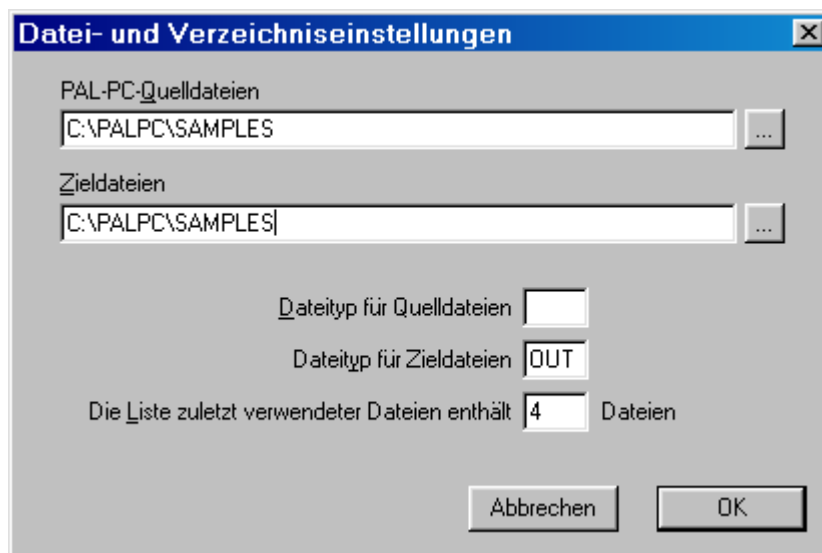 Datei- und Verzeichniseinstellungen
PAL-PC-Quelldateien
C:\PALPC\SAMPLES
...
Zieldateien
C:\PALPC\SAMPLES
...
Dateityp für Quelldateien
Dateityp für Zieldateien OUT
Die Liste zuletzt verwendeter Dateien enthält 4 Dateien
Abbrechen OK